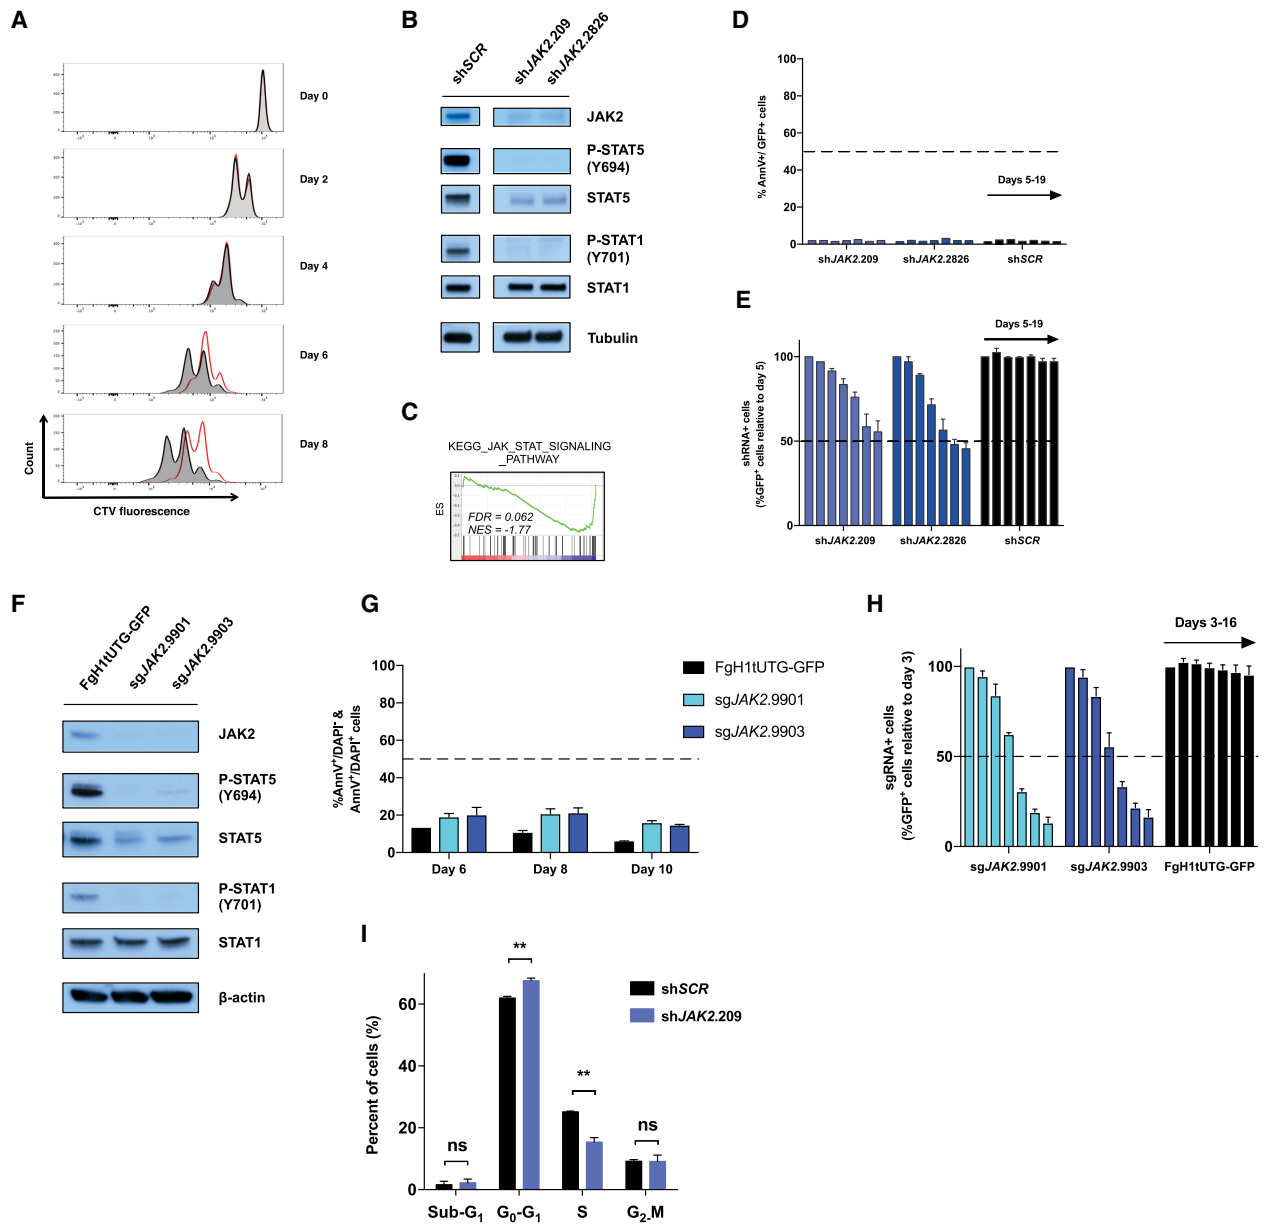 A
Day 0
Day 2
Day 4
Day 6
Day 8
Count
CTV fluorescence
B
shSCR
shJAK2.209
shJAK2.2826
JAK2
P-STAT5
(Y694)
STAT5
P-STAT1
(Y701)
STAT1
Tubulin
C
KEGG_JAK_STAT_SIGNALING
_PATHWAY
ES
FDR = 0.062
NES = -1.77
D
% AnnV+/ GFP+ cells
100
80
60
40
20
0
Days 5-19
shJAK2.209
shJAK2.2826
shSCR
E
shRNA+ cells
(%GFP⁺ cells relative to day 5)
100
50
0
Days 5-19
shJAK2.209
shJAK2.2826
shSCR
F
FgH1tUTG-GFP
sgJAK2.9901
sgJAK2.9903
JAK2
P-STAT5
(Y694)
STAT5
P-STAT1
(Y701)
STAT1
β-actin
G
%AnnV⁺/DAPI⁻ &
AnnV⁺/DAPI⁺ cells
100
80
60
40
20
0
Day 6
Day 8
Day 10
FgH1tUTG-GFP
sgJAK2.9901
sgJAK2.9903
H
sgRNA+ cells
(%GFP⁺ cells relative to day 3)
100
50
0
Days 3-16
sgJAK2.9901
sgJAK2.9903
FgH1tUTG-GFP
I
Percent of cells (%)
60
40
20
0
ns
**
**
ns
Sub-G₁
G₀-G₁
S
G₂-M
shSCR
shJAK2.209